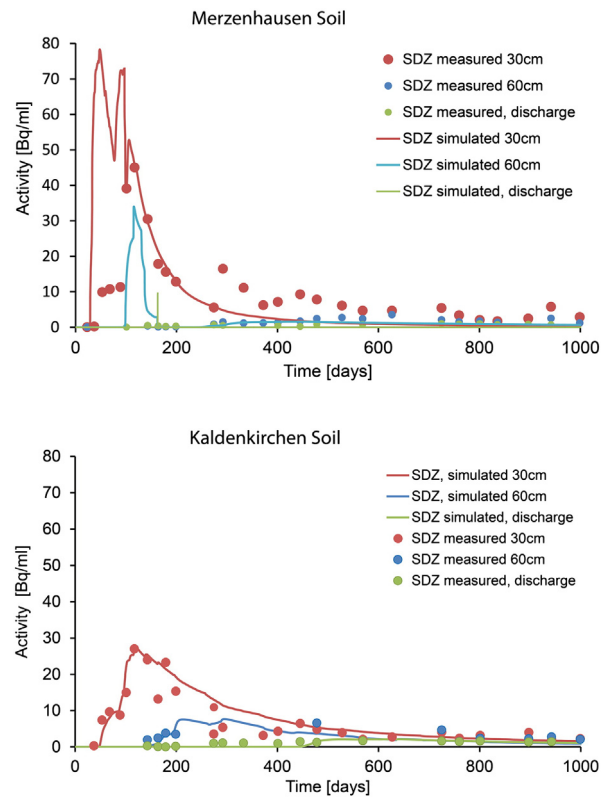 Merzenhausen Soil
80
70
60
50
40
30
20
10
0
Activity [Bq/ml]
0 200 400 600 800 1000
Time [days]
SDZ measured 30cm
SDZ measured 60cm
SDZ measured, discharge
SDZ simulated 30cm
SDZ simulated 60cm
SDZ simulated, discharge
Kaldenkirchen Soil
80
70
60
50
40
30
20
10
0
Activity [Bq/ml]
0 200 400 600 800 1000
Time [days]
SDZ, simulated 30cm
SDZ, simulated 60cm
SDZ simulated, discharge
SDZ measured 30cm
SDZ measured 60cm
SDZ measured, discharge